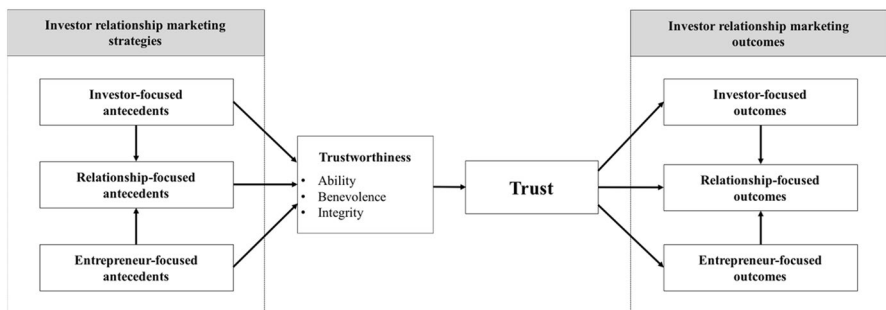 Investor relationship marketing
strategies
Investor-focused
antecedents
Relationship-focused
antecedents
Entrepreneur-focused
antecedents
Trustworthiness
• Ability
• Benevolence
• Integrity
Trust
Investor relationship marketing
outcomes
Investor-focused
outcomes
Relationship-focused
outcomes
Entrepreneur-focused
outcomes